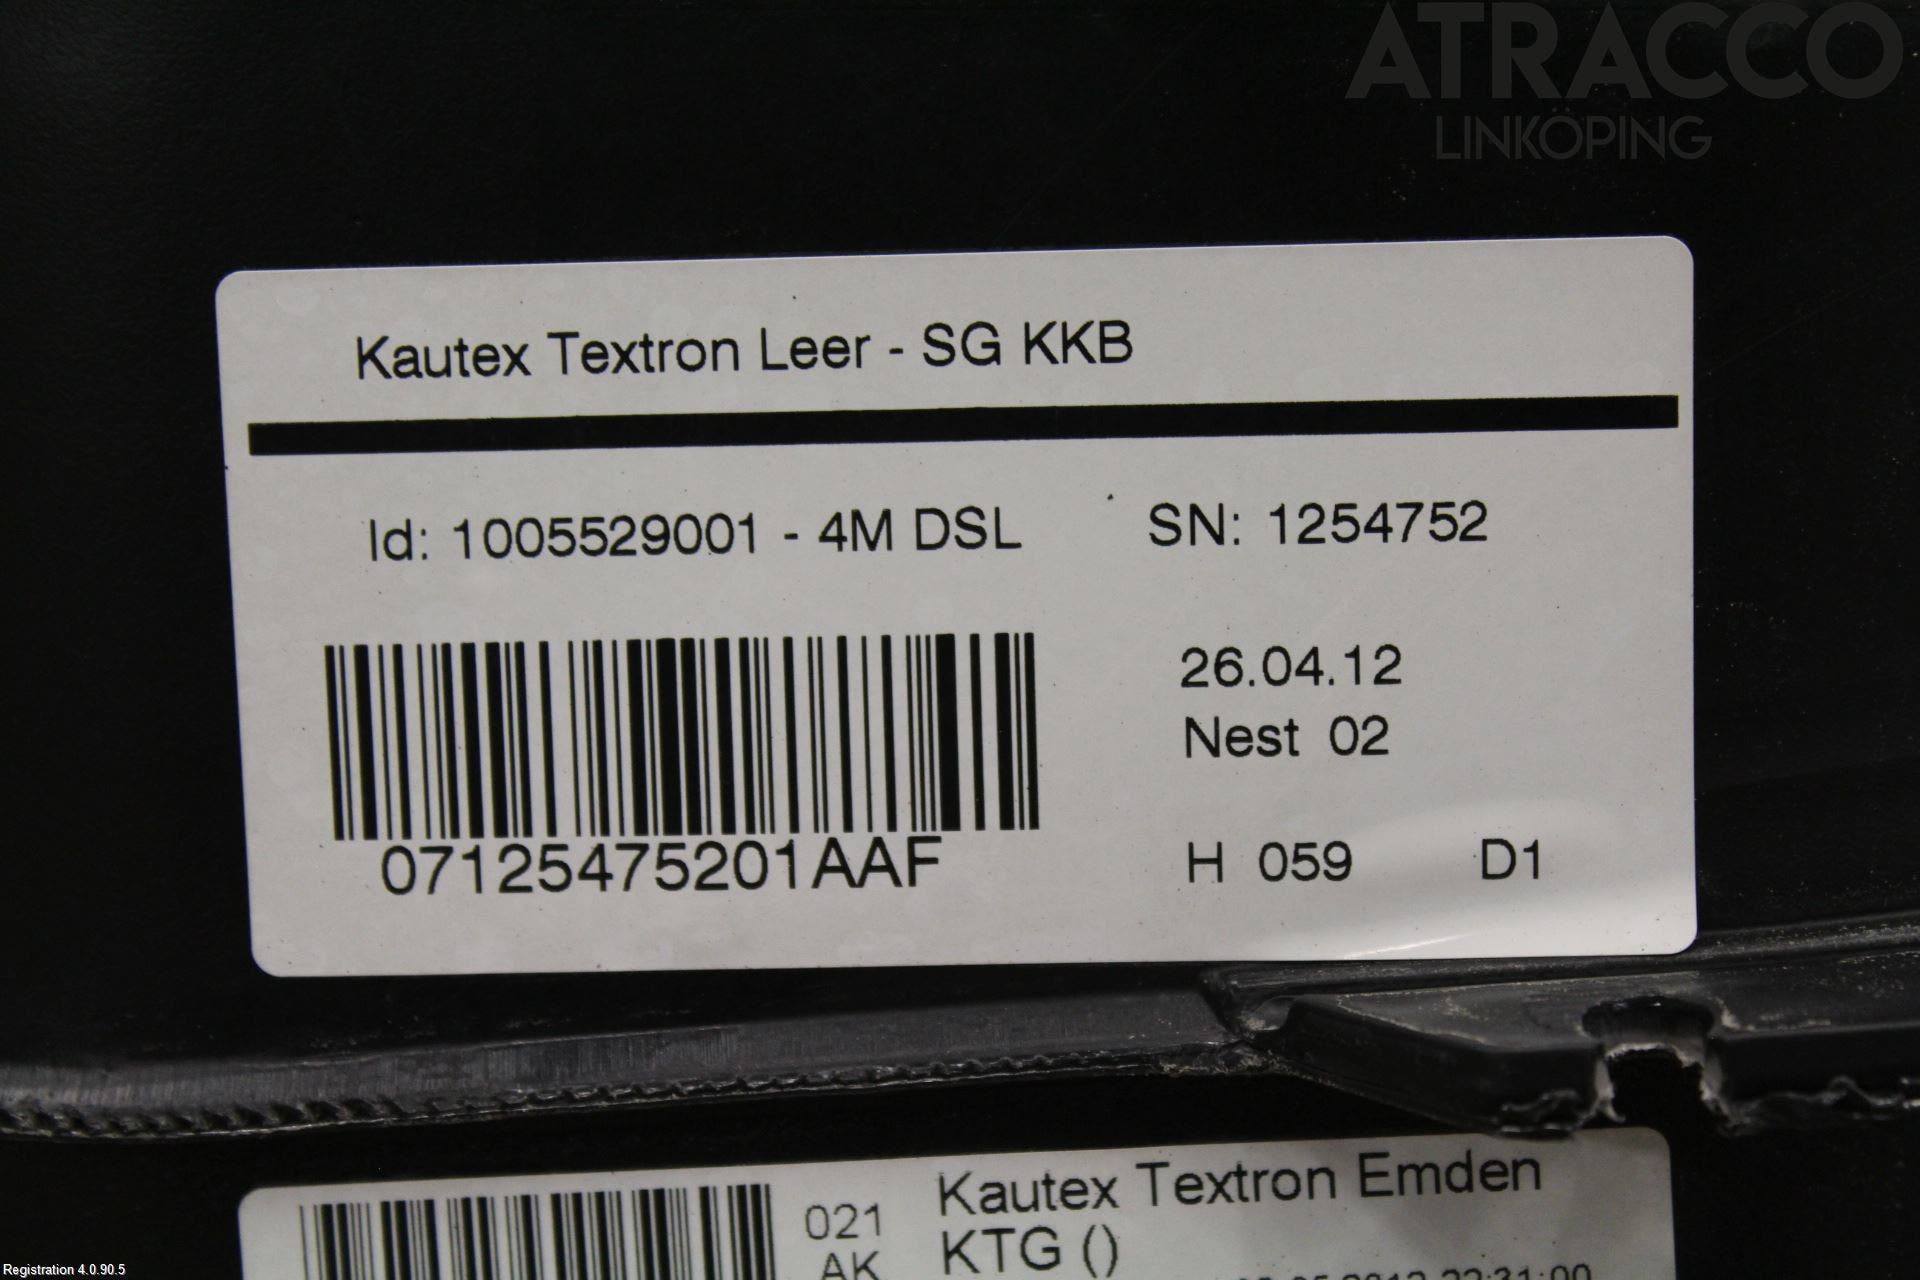 ATRACCO
LINKÖPING
Kautex Textron Leer - SG KKB
Id: 1005529001 - 4M DSL SN: 1254752
26.04.12
Nest 02
07125475201AAF
H 059 D1
Kautex Textron Emden
021
KTG ()
AK
Registration 4.0.90.5